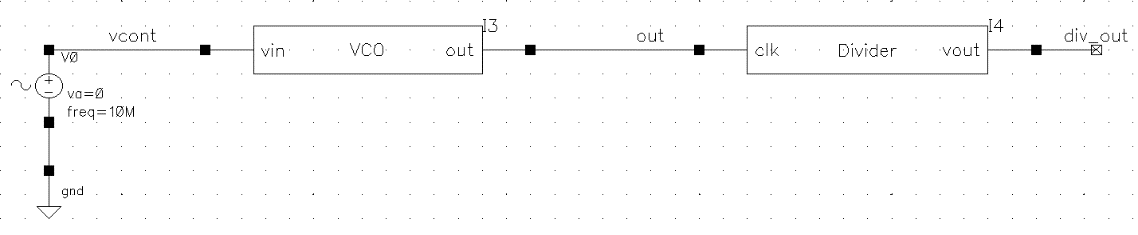 I3
I4
vcont
out
div_out
vin
VCO
out
clk
Divider
vout
V0
va=0
freq=10M
gnd